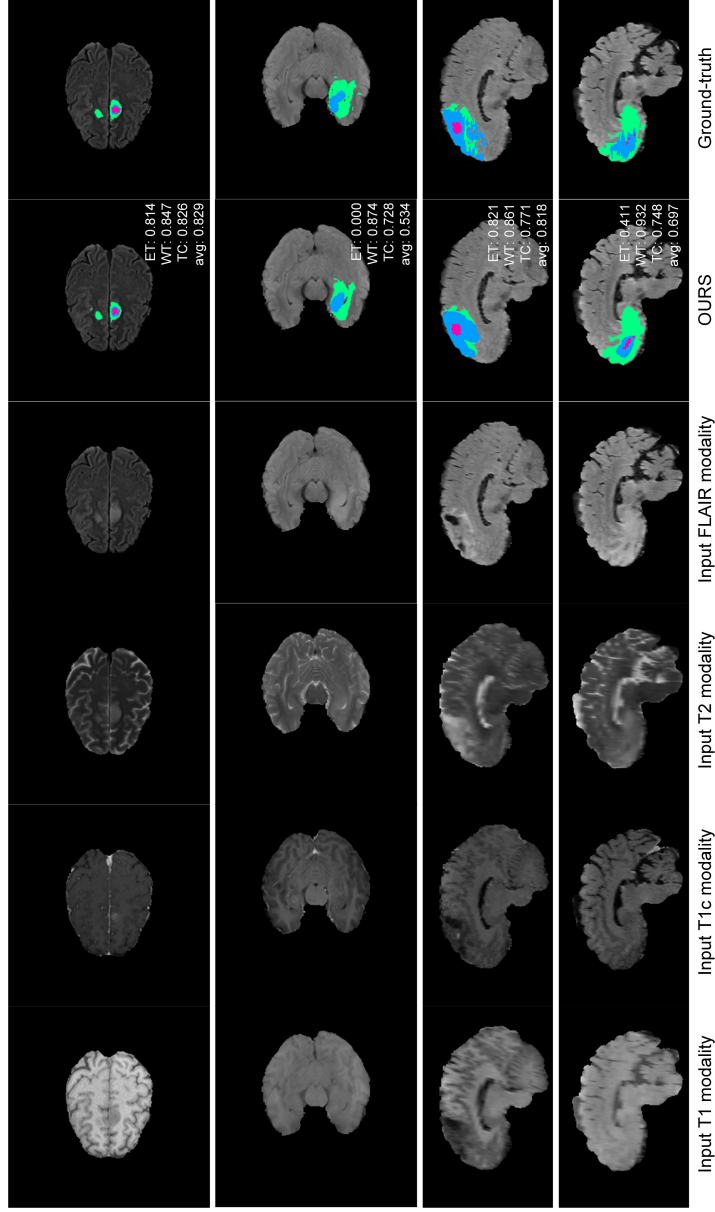 Input T1 modality
Input T1c modality
Input T2 modality
Input FLAIR modality
OURS
Ground-truth
ET: 0.814
WT: 0.847
TC: 0.826
avg: 0.829
ET: 0.000
WT: 0.874
TC: 0.728
avg: 0.534
ET: 0.821
WT: 0.861
TC: 0.771
avg: 0.818
ET: 0.411
WT: 0.932
TC: 0.748
avg: 0.697